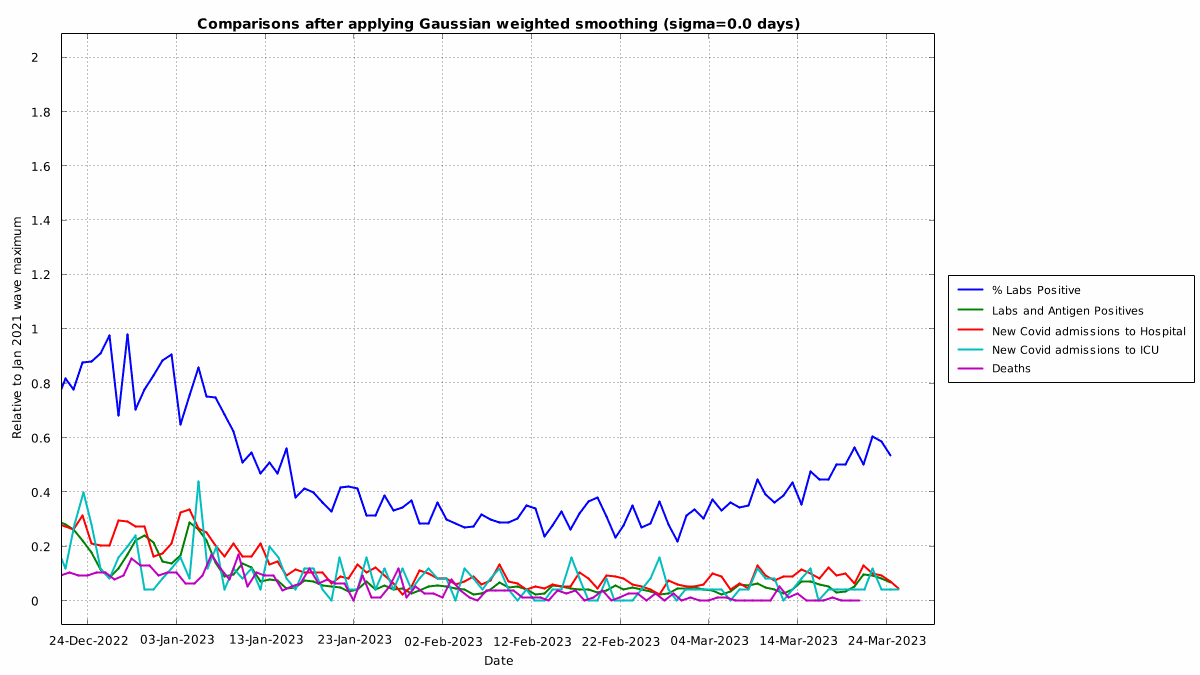 Comparisons after applying Gaussian weighted smoothing (sigma=0.0 days)
Relative to Jan 2021 wave maximum
2
1.8
1.6
1.4
1.2
1
0.8
0.6
0.4
0.2
0
24-Dec-2022 03-Jan-2023 13-Jan-2023 23-Jan-2023 02-Feb-2023 12-Feb-2023 22-Feb-2023 04-Mar-2023 14-Mar-2023 24-Mar-2023
Date
% Labs Positive
Labs and Antigen Positives
New Covid admissions to Hospital
New Covid admissions to ICU
Deaths